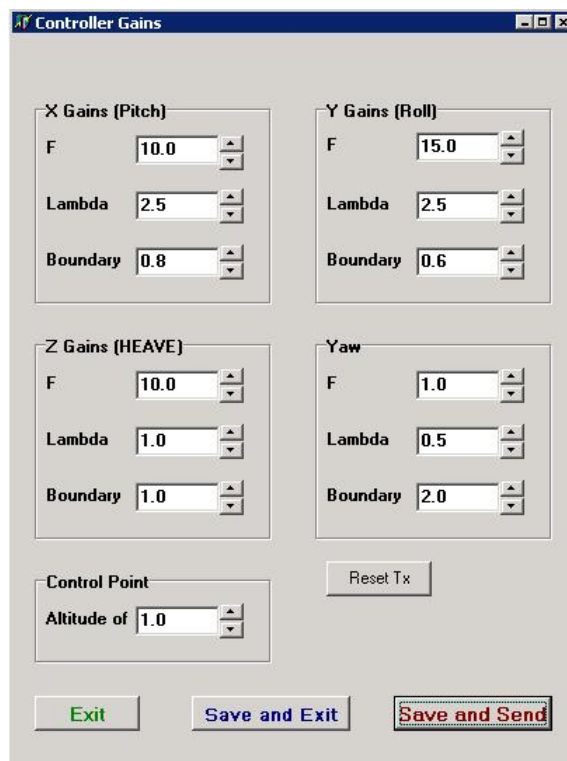 Controller Gains
X Gains (Pitch)
F 10.0
Lambda 2.5
Boundary 0.8
Y Gains (Roll)
F 15.0
Lambda 2.5
Boundary 0.6
Z Gains (HEAVE)
F 10.0
Lambda 1.0
Boundary 1.0
Yaw
F 1.0
Lambda 0.5
Boundary 2.0
Control Point
Altitude of 1.0
Reset Tx
Exit
Save and Exit
Save and Send